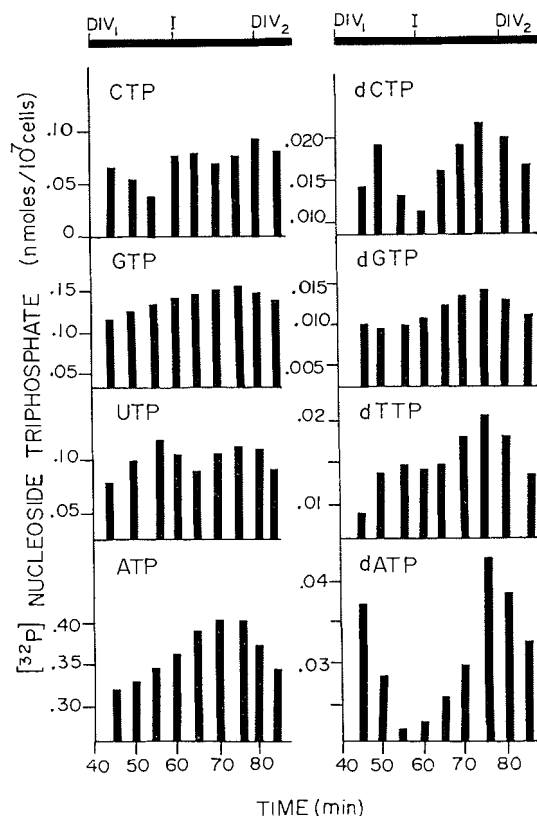 DIV₁ I DIV₂
DIV₁ I DIV₂
[³²P] NUCLEOSIDE TRIPHOSPHATE (nmoles/10⁷cells)
CTP
.10
.05
0
GTP
.15
.10
.05
UTP
.10
.05
ATP
.40
.35
.30
40 50 60 70 80
dCTP
.020
.015
.010
dGTP
.015
.010
.005
dTTP
.02
.01
dATP
.04
.03
40 50 60 70 80
TIME (min)